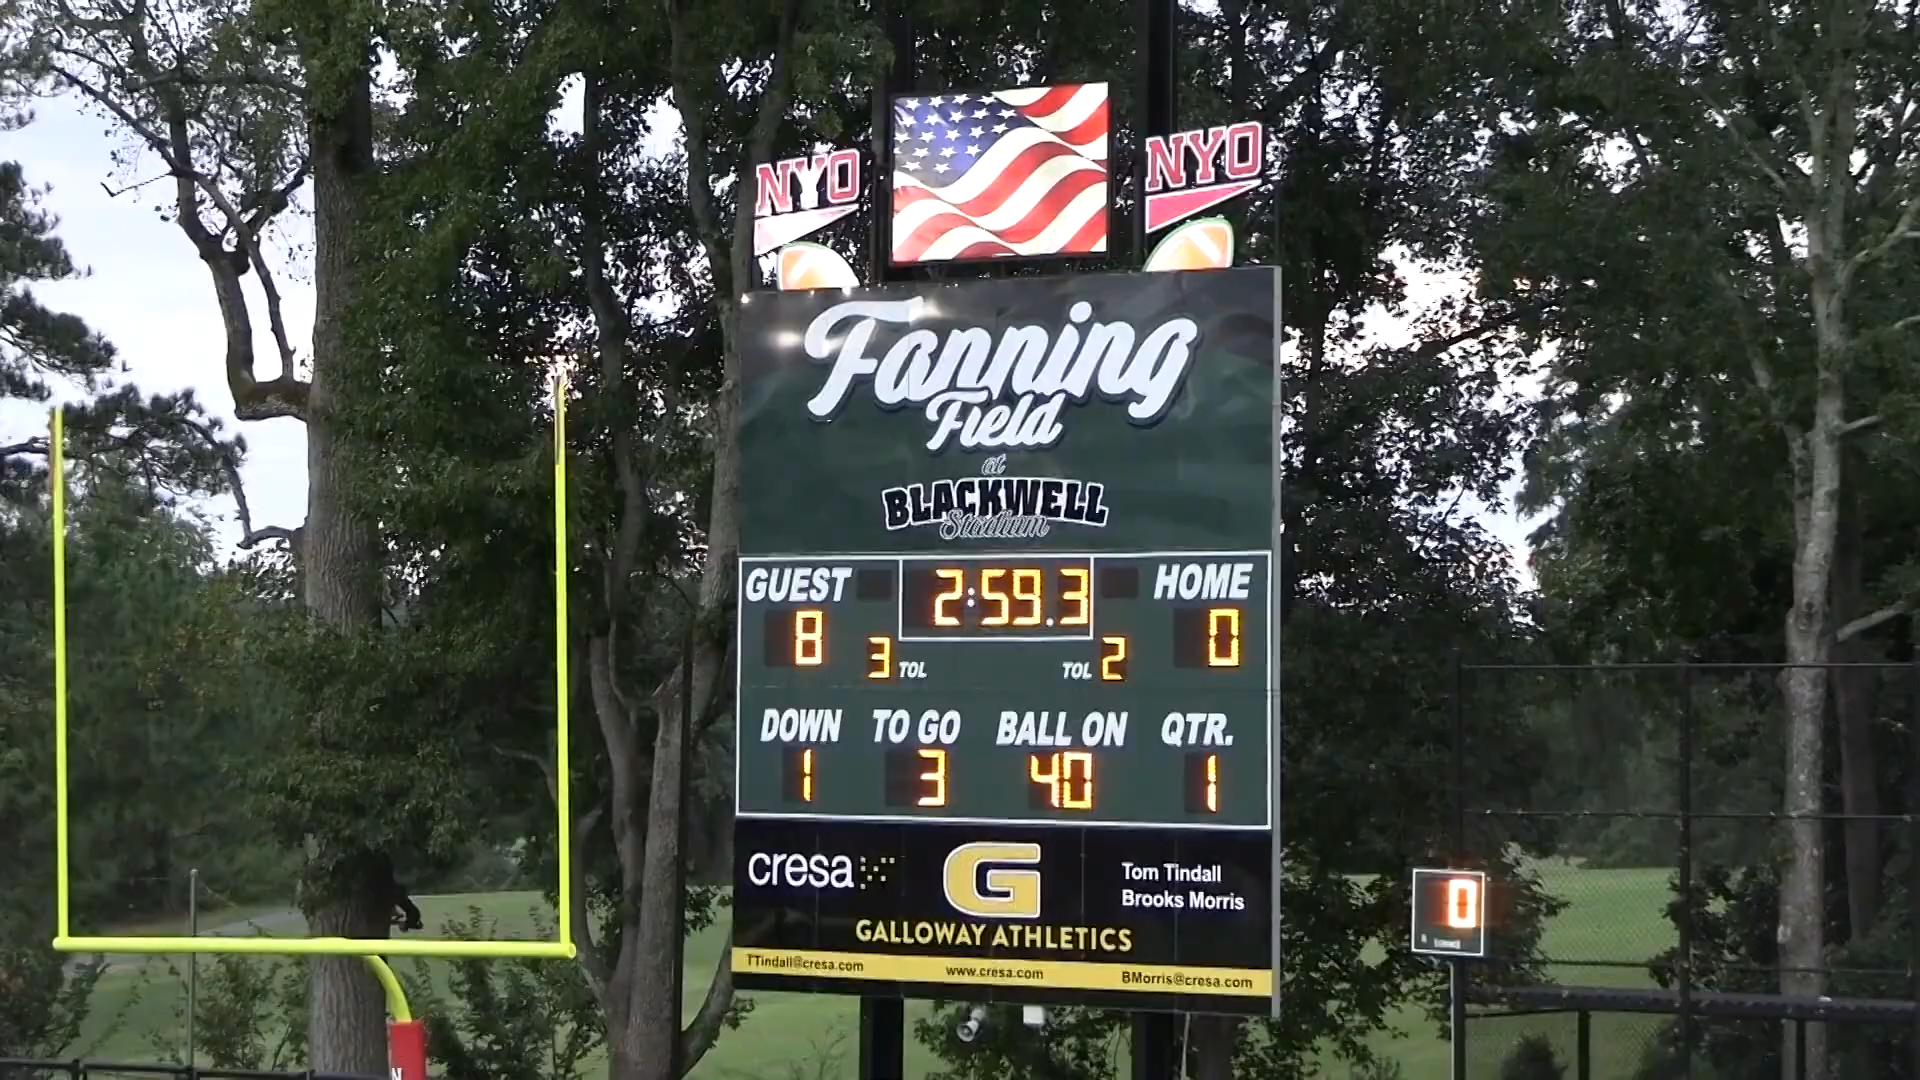 NYO
NYO
Fanning
Field
at
BLACKWELL
Stadium
GUEST 2:59.3 HOME
8 3 TOL TOL 2 0
DOWN TO GO BALL ON QTR.
1 3 40 1
cresa G Tom Tindall
Brooks Morris
GALLOWAY ATHLETICS
TTindall@cresa.com www.cresa.com BMorris@cresa.com
0
N